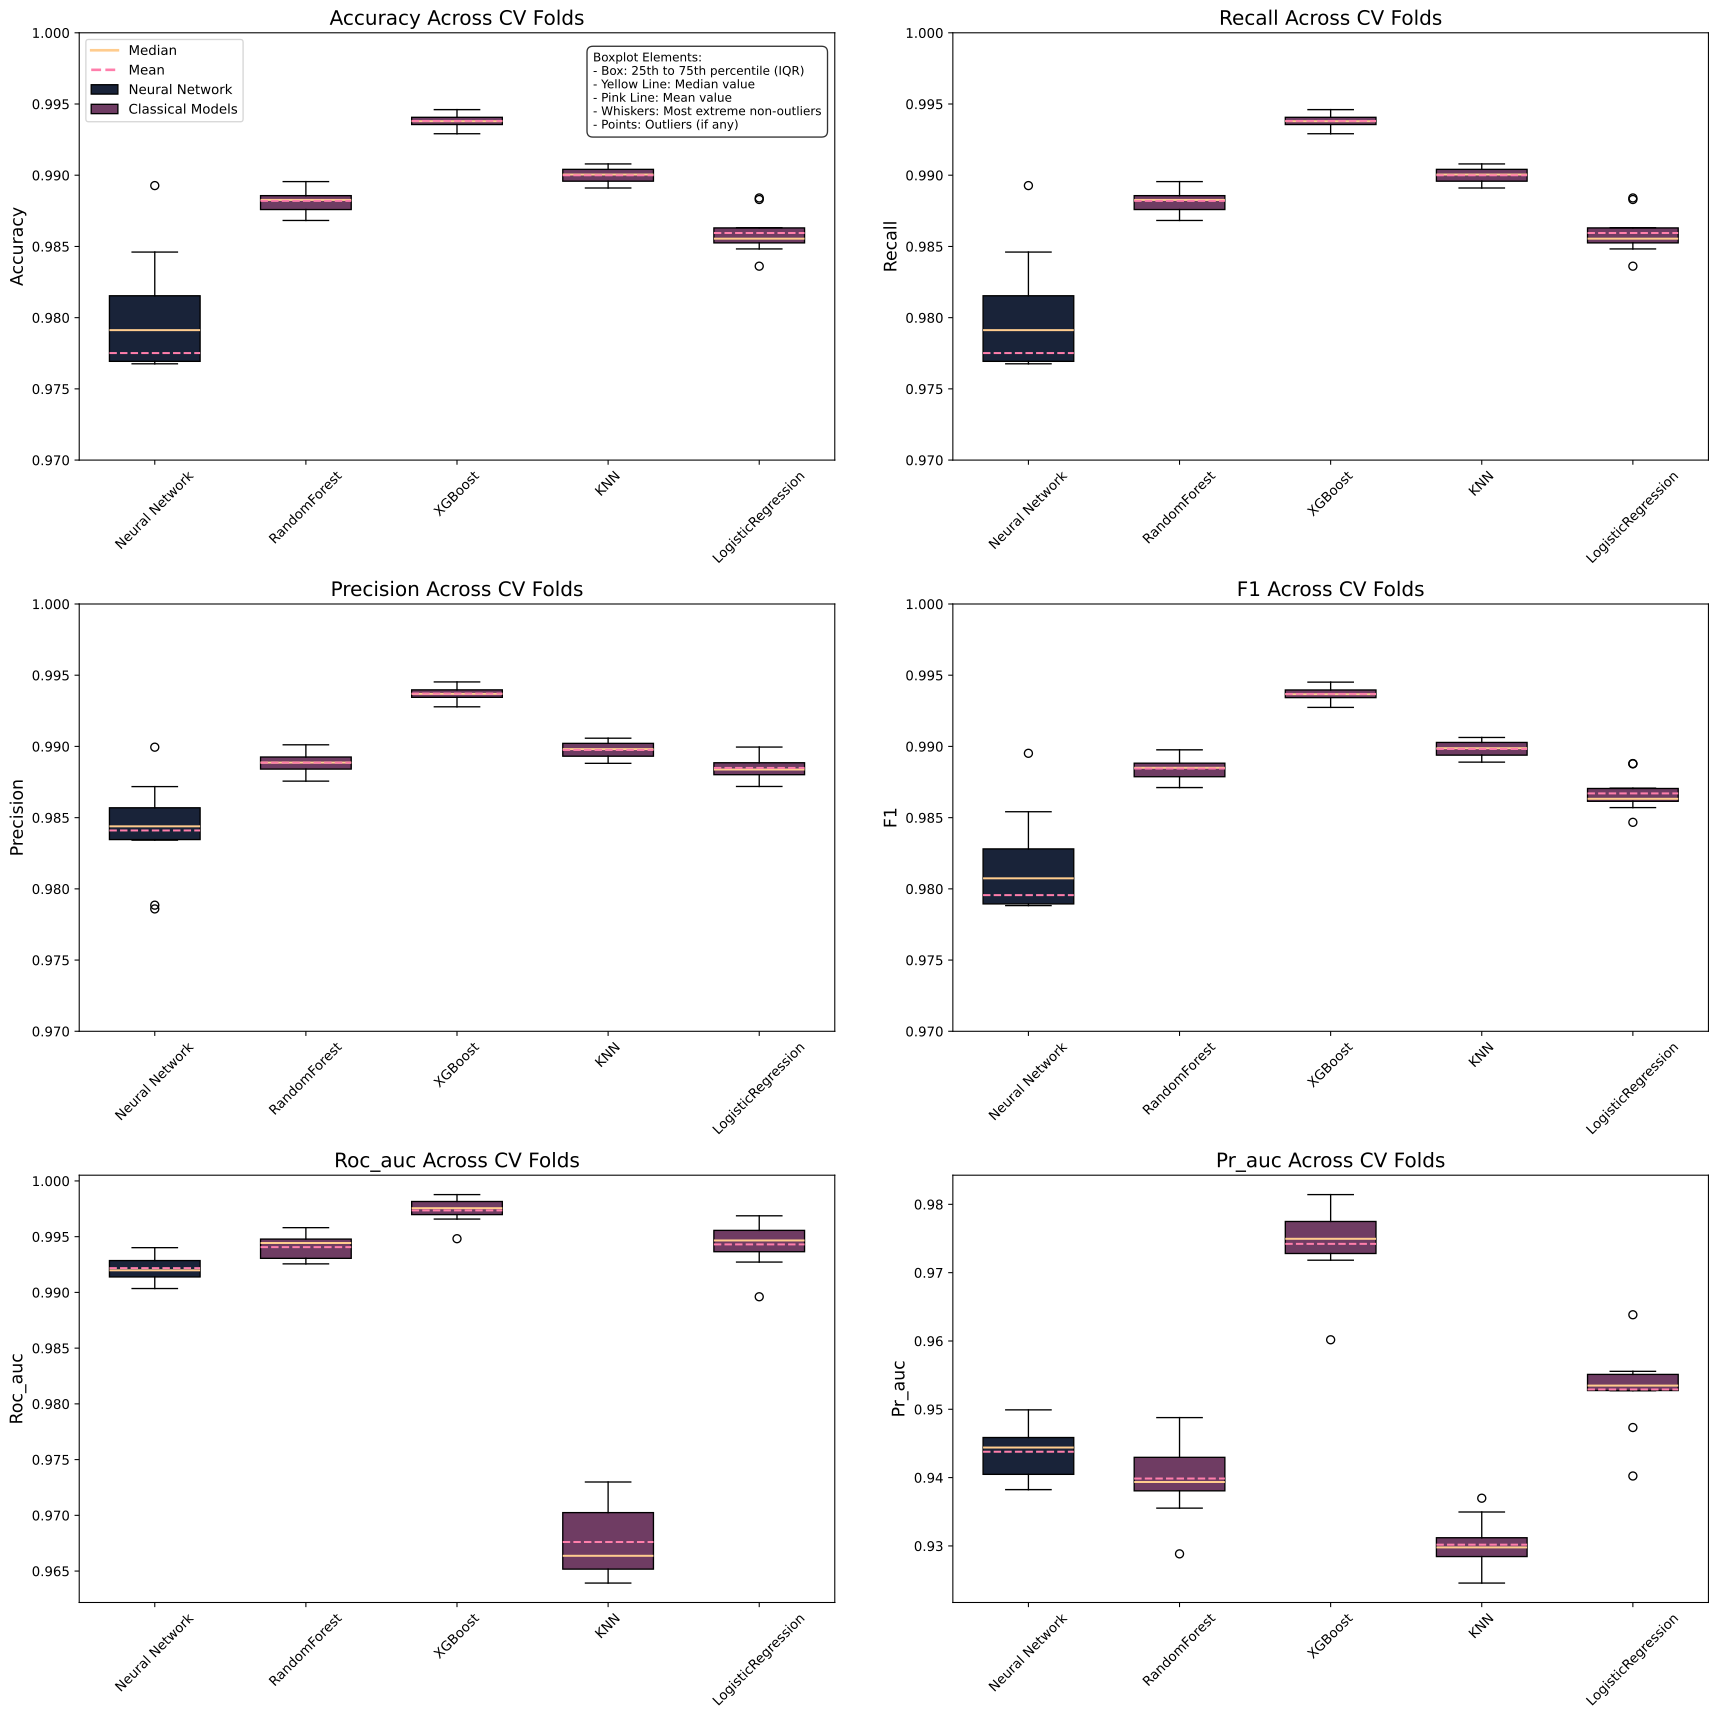 Accuracy Across CV Folds
Accuracy
1.000
0.995
0.990
0.985
0.980
0.975
0.970
Median
Mean
Neural Network
Classical Models
Boxplot Elements:
- Box: 25th to 75th percentile (IQR)
- Yellow Line: Median value
- Pink Line: Mean value
- Whiskers: Most extreme non-outliers
- Points: Outliers (if any)
Neural Network
RandomForest
XGBoost
KNN
LogisticRegression
Recall Across CV Folds
Recall
1.000
0.995
0.990
0.985
0.980
0.975
0.970
Neural Network
RandomForest
XGBoost
KNN
LogisticRegression
Precision Across CV Folds
Precision
1.000
0.995
0.990
0.985
0.980
0.975
0.970
Neural Network
RandomForest
XGBoost
KNN
LogisticRegression
F1 Across CV Folds
F1
1.000
0.995
0.990
0.985
0.980
0.975
0.970
Neural Network
RandomForest
XGBoost
KNN
LogisticRegression
Roc_auc Across CV Folds
Roc_auc
1.000
0.995
0.990
0.985
0.980
0.975
0.970
0.965
Neural Network
RandomForest
XGBoost
KNN
LogisticRegression
Pr_auc Across CV Folds
Pr_auc
0.98
0.97
0.96
0.95
0.94
0.93
Neural Network
RandomForest
XGBoost
KNN
LogisticRegression